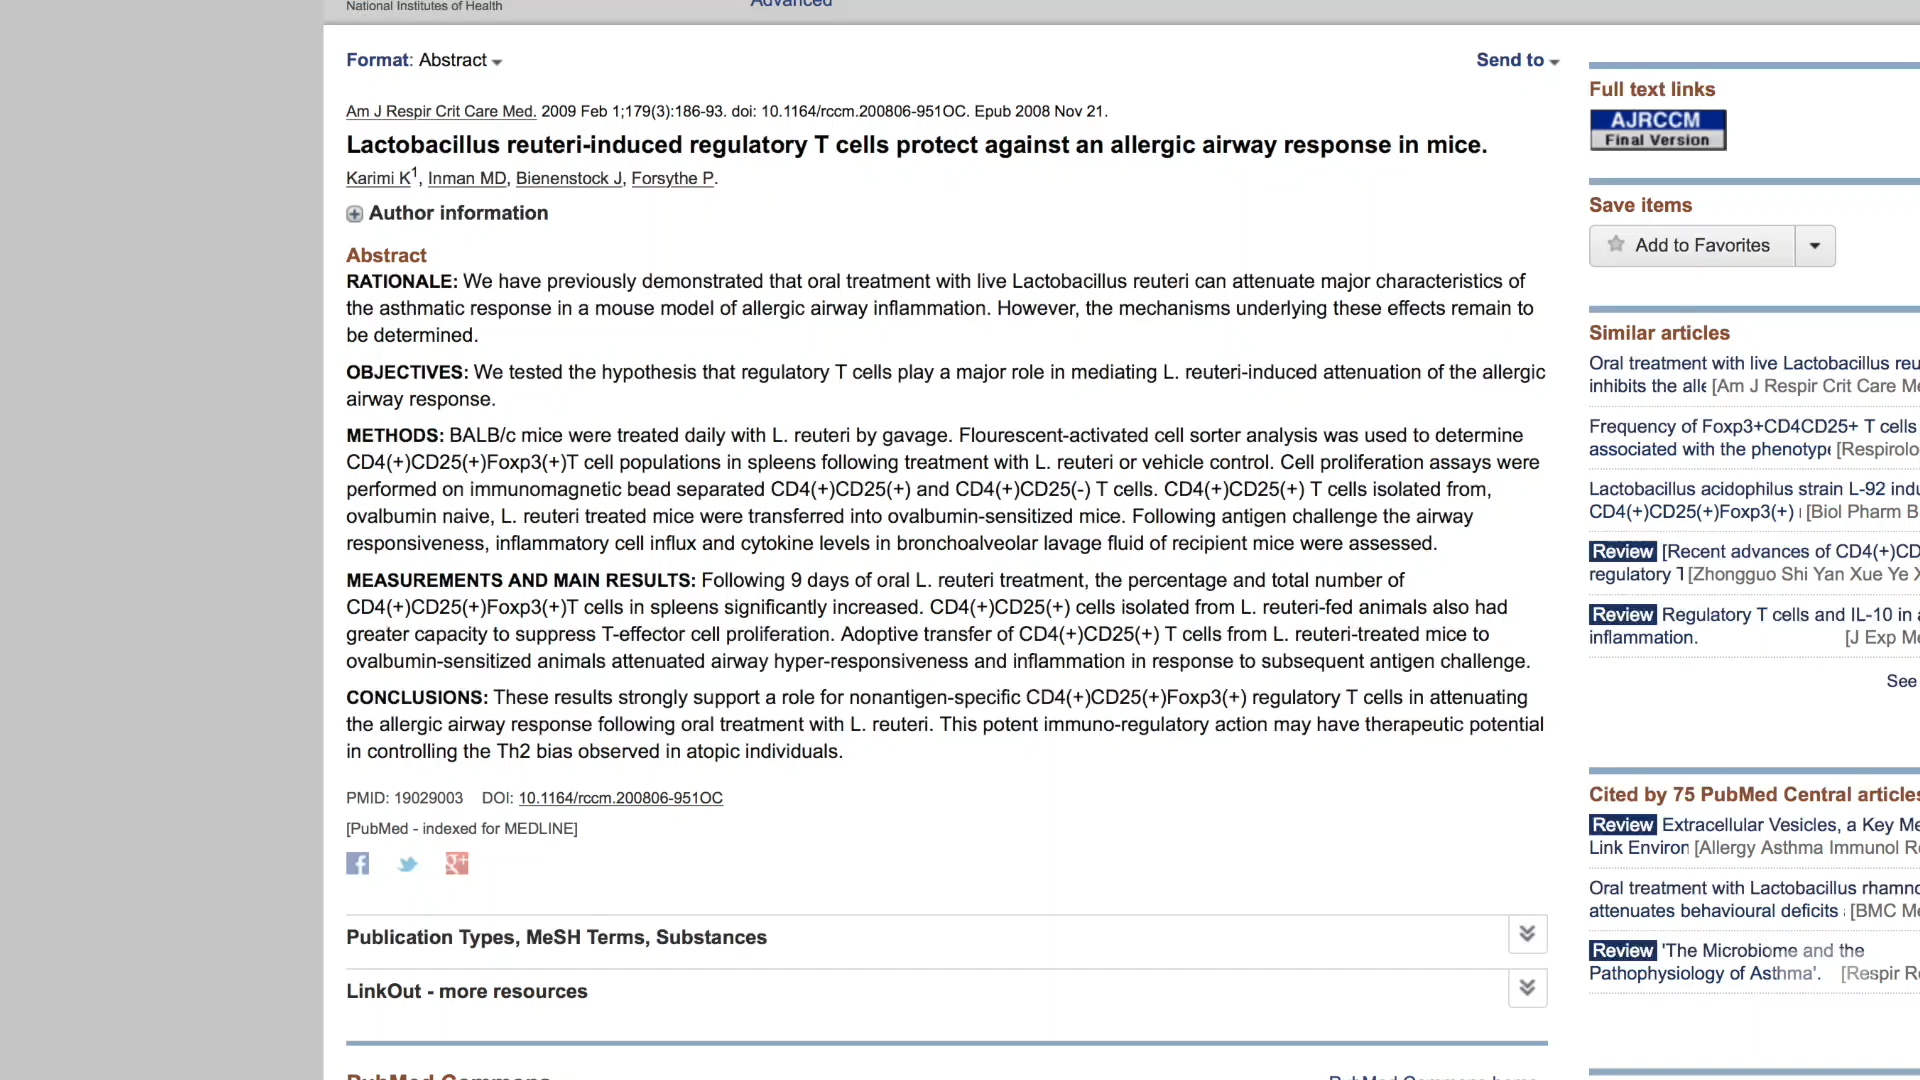 National Institutes of Health
Advanced
Format: Abstract
Send to
Am J Respir Crit Care Med. 2009 Feb 1;179(3):186-93. doi: 10.1164/rccm.200806-951OC. Epub 2008 Nov 21.
Lactobacillus reuteri-induced regulatory T cells protect against an allergic airway response in mice.
Karimi K1, Inman MD, Bienenstock J, Forsythe P.
Author information
Abstract
RATIONALE: We have previously demonstrated that oral treatment with live Lactobacillus reuteri can attenuate major characteristics of
the asthmatic response in a mouse model of allergic airway inflammation. However, the mechanisms underlying these effects remain to
be determined.
OBJECTIVES: We tested the hypothesis that regulatory T cells play a major role in mediating L. reuteri-induced attenuation of the allergic
airway response.
METHODS: BALB/c mice were treated daily with L. reuteri by gavage. Flourescent-activated cell sorter analysis was used to determine
CD4(+)CD25(+)Foxp3(+)T cell populations in spleens following treatment with L. reuteri or vehicle control. Cell proliferation assays were
performed on immunomagnetic bead separated CD4(+)CD25(+) and CD4(+)CD25(-) T cells. CD4(+)CD25(+) T cells isolated from,
ovalbumin naive, L. reuteri treated mice were transferred into ovalbumin-sensitized mice. Following antigen challenge the airway
responsiveness, inflammatory cell influx and cytokine levels in bronchoalveolar lavage fluid of recipient mice were assessed.
MEASUREMENTS AND MAIN RESULTS: Following 9 days of oral L. reuteri treatment, the percentage and total number of
CD4(+)CD25(+)Foxp3(+)T cells in spleens significantly increased. CD4(+)CD25(+) cells isolated from L. reuteri-fed animals also had
greater capacity to suppress T-effector cell proliferation. Adoptive transfer of CD4(+)CD25(+) T cells from L. reuteri-treated mice to
ovalbumin-sensitized animals attenuated airway hyper-responsiveness and inflammation in response to subsequent antigen challenge.
CONCLUSIONS: These results strongly support a role for nonantigen-specific CD4(+)CD25(+)Foxp3(+) regulatory T cells in attenuating
the allergic airway response following oral treatment with L. reuteri. This potent immuno-regulatory action may have therapeutic potential
in controlling the Th2 bias observed in atopic individuals.
PMID: 19029003 DOI: 10.1164/rccm.200806-951OC
[PubMed - indexed for MEDLINE]
Publication Types, MeSH Terms, Substances
LinkOut - more resources
PubMed Commons
PubMed Commons home
Full text links
AJRCCM
Final Version
Save items
Add to Favorites
Similar articles
Oral treatment with live Lactobacillus reu
inhibits the alle [Am J Respir Crit Care Me
Frequency of Foxp3+CD4CD25+ T cells
associated with the phenotype [Respirolo
Lactobacillus acidophilus strain L-92 indu
CD4(+)CD25(+)Foxp3(+) [Biol Pharm B
Review [Recent advances of CD4(+)CD
regulatory T [Zhongguo Shi Yan Xue Ye X
Review Regulatory T cells and IL-10 in a
inflammation. [J Exp Me
See
Cited by 75 PubMed Central articles
Review Extracellular Vesicles, a Key Me
Link Environ [Allergy Asthma Immunol Re
Oral treatment with Lactobacillus rhamno
attenuates behavioural deficits [BMC Me
Review 'The Microbiome and the
Pathophysiology of Asthma'. [Respir Re